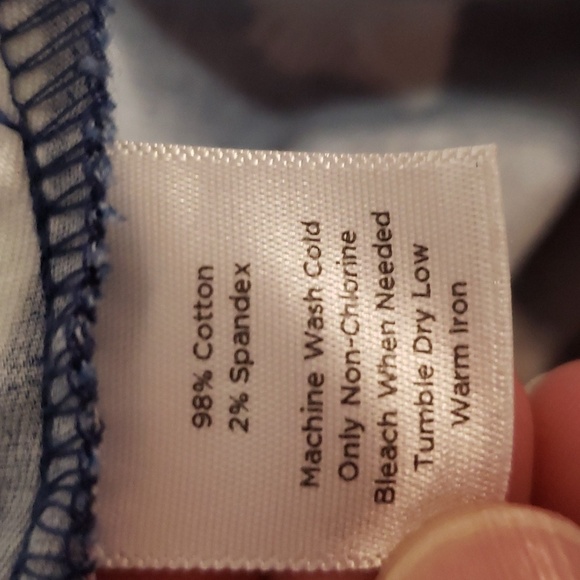 98% Cotton
2% Spandex
Machine Wash Cold
Only Non-Chlorine
Bleach When Needed
Tumble Dry Low
Warm Iron